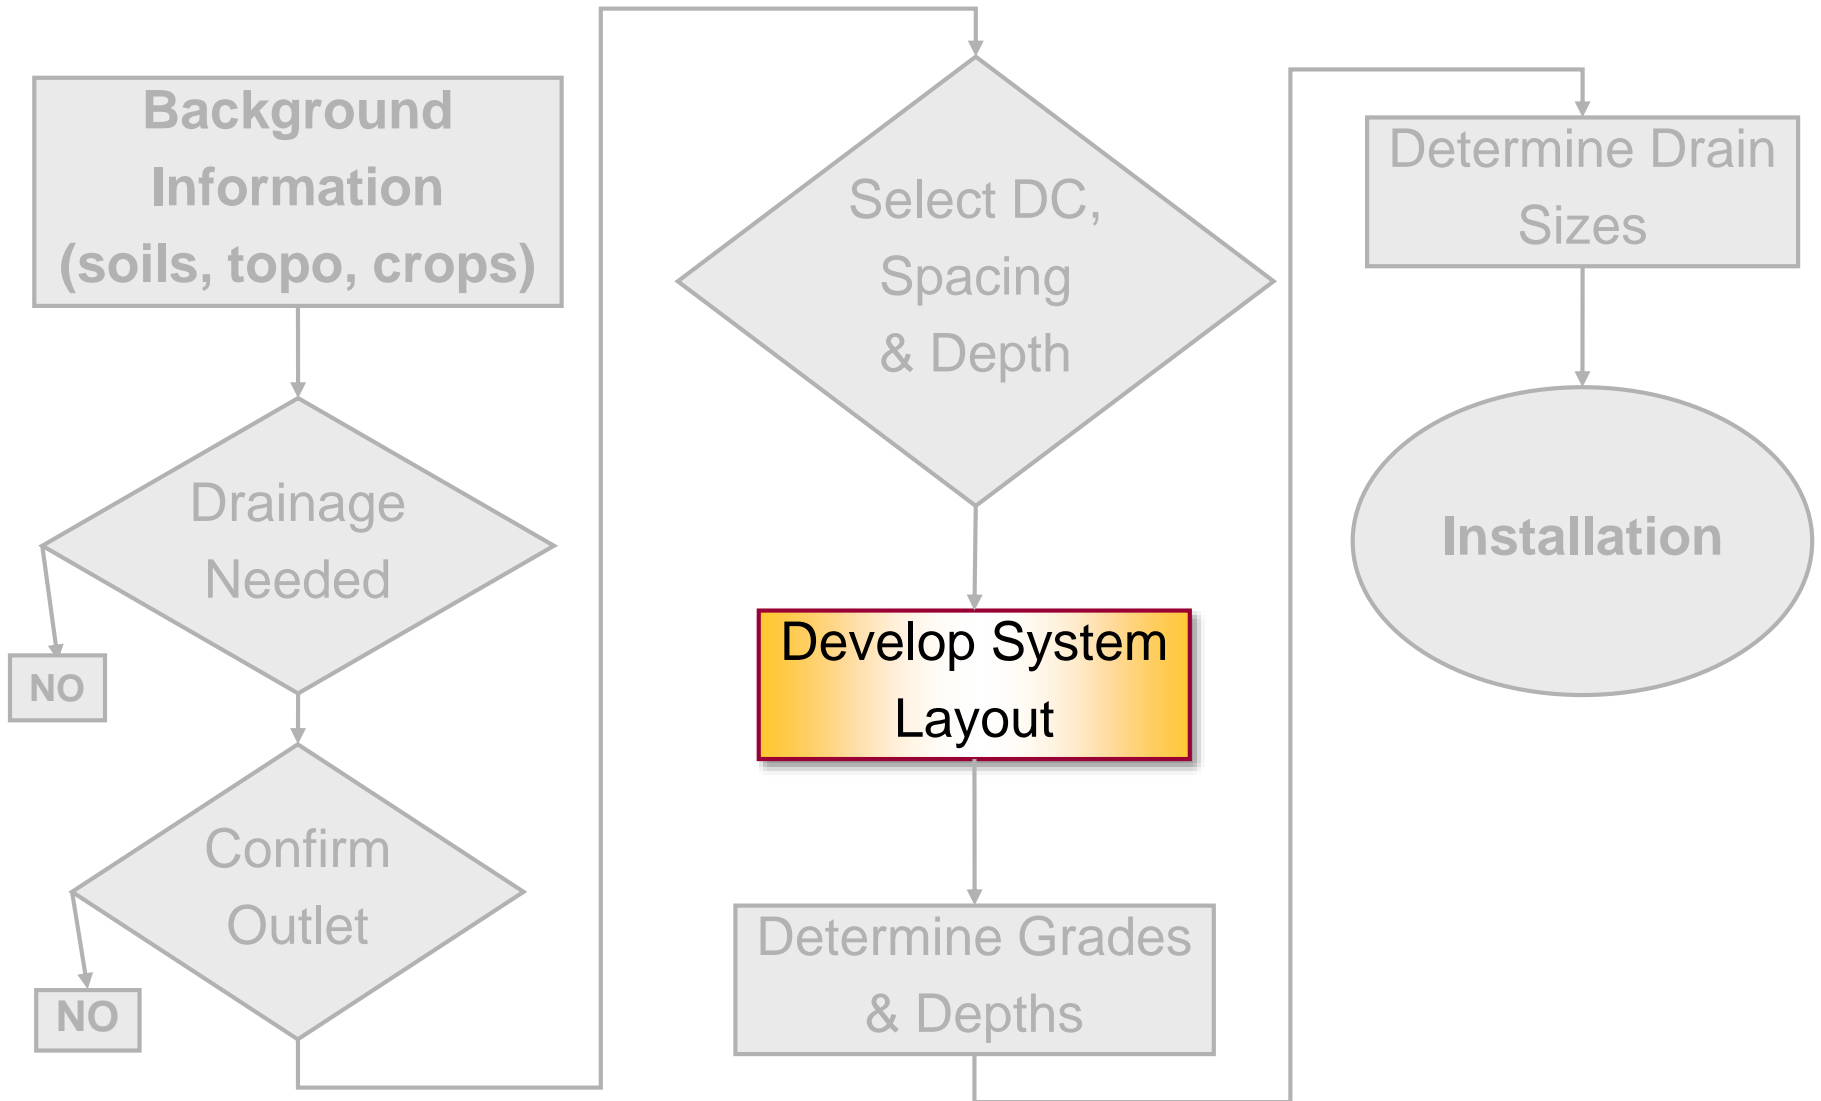 Background
Information
(soils, topo, crops)
Drainage
Needed
NO
Confirm
Outlet
NO
Select DC,
Spacing
& Depth
Develop System
Layout
Determine Grades
& Depths
Determine Drain
Sizes
Installation